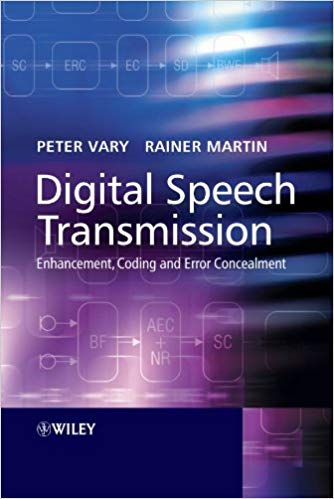 SC ERC EC SD BWE
PETER VARY RAINER MARTIN
Digital Speech
Transmission
Enhancement, Coding and Error Concealment
BF AEC + NR SC
WILEY